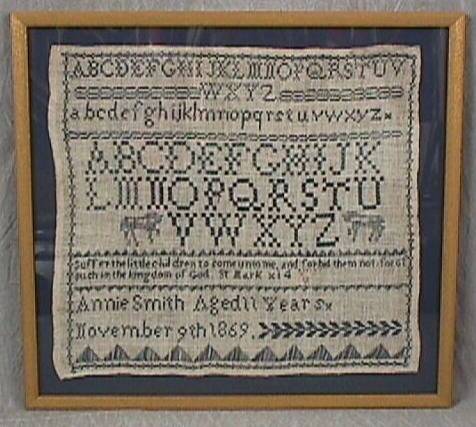 ABCDEFGHIJKLMNOPQRSTUV
WXYZ
abcdefghijklmnopqrstuvwxyz
ABCDEFGHIJK
LMNOPQRSTU
VWXYZ
Suffer the little children to come unto me, and forbid them not: for of
such is the kingdom of God. St Mark x14
Annie Smith Aged 11 Years
November 9th 1869.